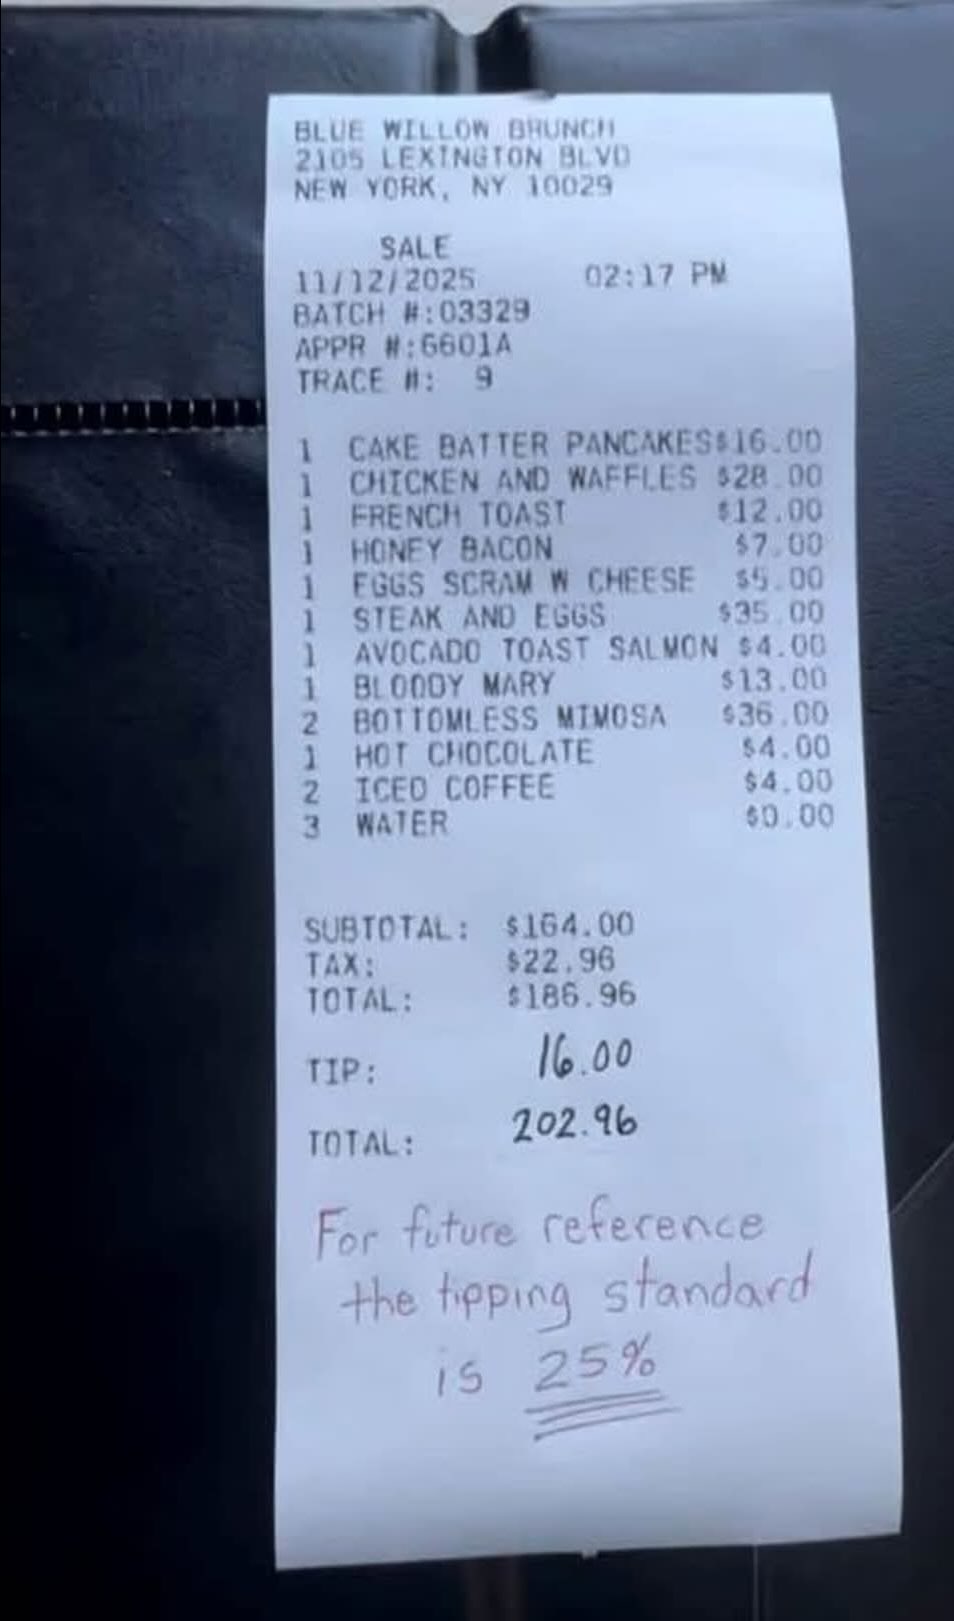 BLUE WILLOW BRUNCH
2105 LEXINGTON BLVD
NEW YORK, NY 10029
SALE
11/12/2025 02:17 PM
BATCH #:03329
APPR #:6601A
TRACE #: 9
1 CAKE BATTER PANCAKES$16.00
1 CHICKEN AND WAFFLES $28.00
1 FRENCH TOAST $12.00
1 HONEY BACON $7.00
1 EGGS SCRAM W CHEESE $5.00
1 STEAK AND EGGS $35.00
1 AVOCADO TOAST SALMON $4.00
1 BLOODY MARY $13.00
2 BOTTOMLESS MIMOSA $36.00
1 HOT CHOCOLATE $4.00
2 ICED COFFEE $4.00
3 WATER $0.00
SUBTOTAL: $164.00
TAX: $22.96
TOTAL: $186.96
TIP: 16.00
TOTAL: 202.96
For future reference
the tipping standard
is 25%